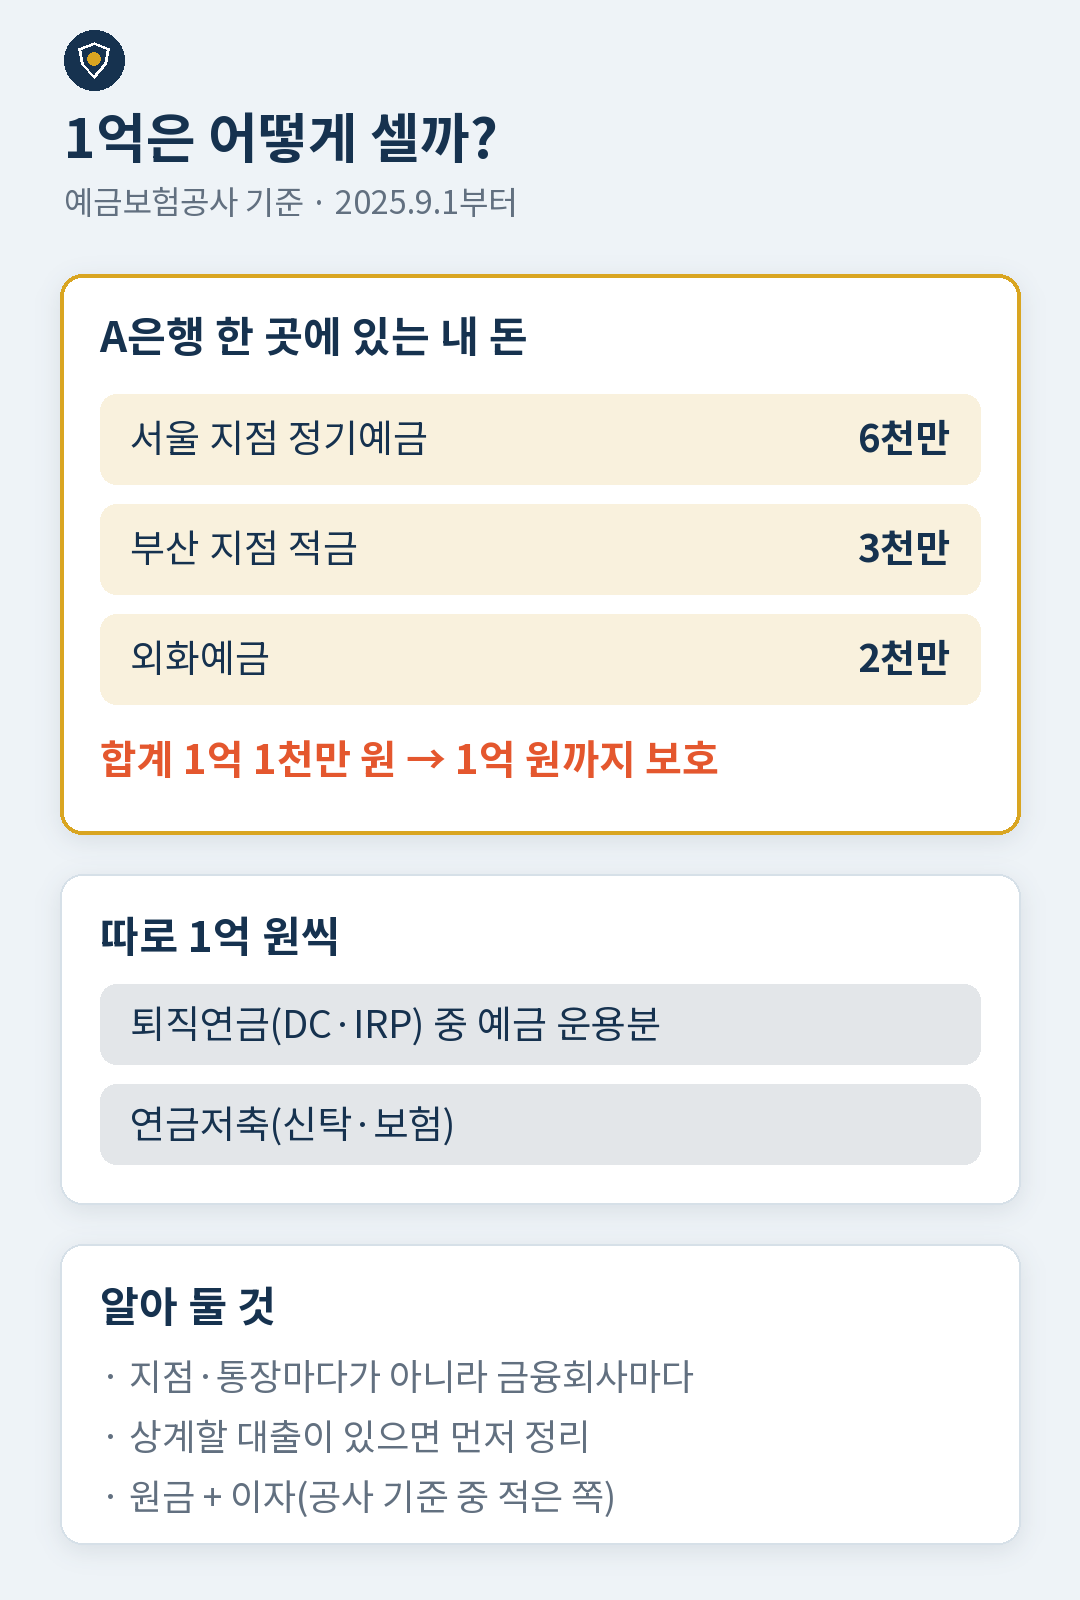 1억은 어떻게 셀까?
예금보험공사 기준 · 2025.9.1부터
A은행 한 곳에 있는 내 돈
서울 지점 정기예금 6천만
부산 지점 적금 3천만
외화예금 2천만
합계 1억 1천만 원 → 1억 원까지 보호
따로 1억 원씩
퇴직연금(DC·IRP) 중 예금 운용분
연금저축(신탁·보험)
알아 둘 것
· 지점·통장마다가 아니라 금융회사마다
· 상계할 대출이 있으면 먼저 정리
· 원금 + 이자(공사 기준 중 적은 쪽)